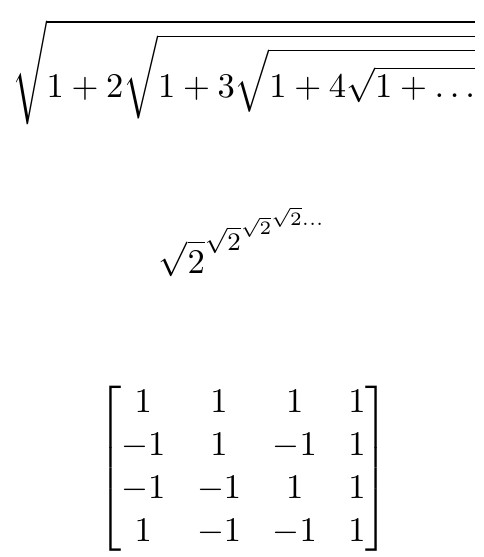 √(1 + 2√(1 + 3√(1 + 4√(1 + …
√2^√2^√2^√2^…
1 1 1 1
−1 1 −1 1
−1 −1 1 1
1 −1 −1 1